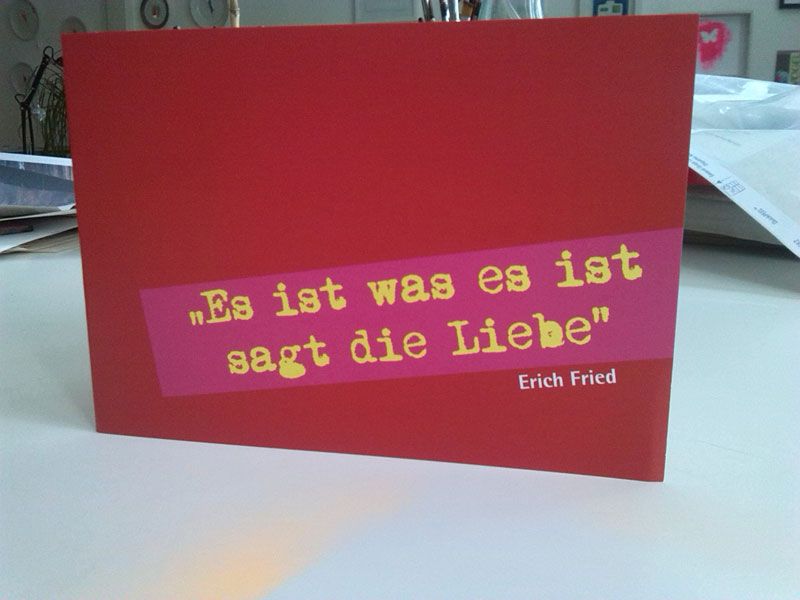 „Es ist was es ist
sagt die Liebe"
Erich Fried